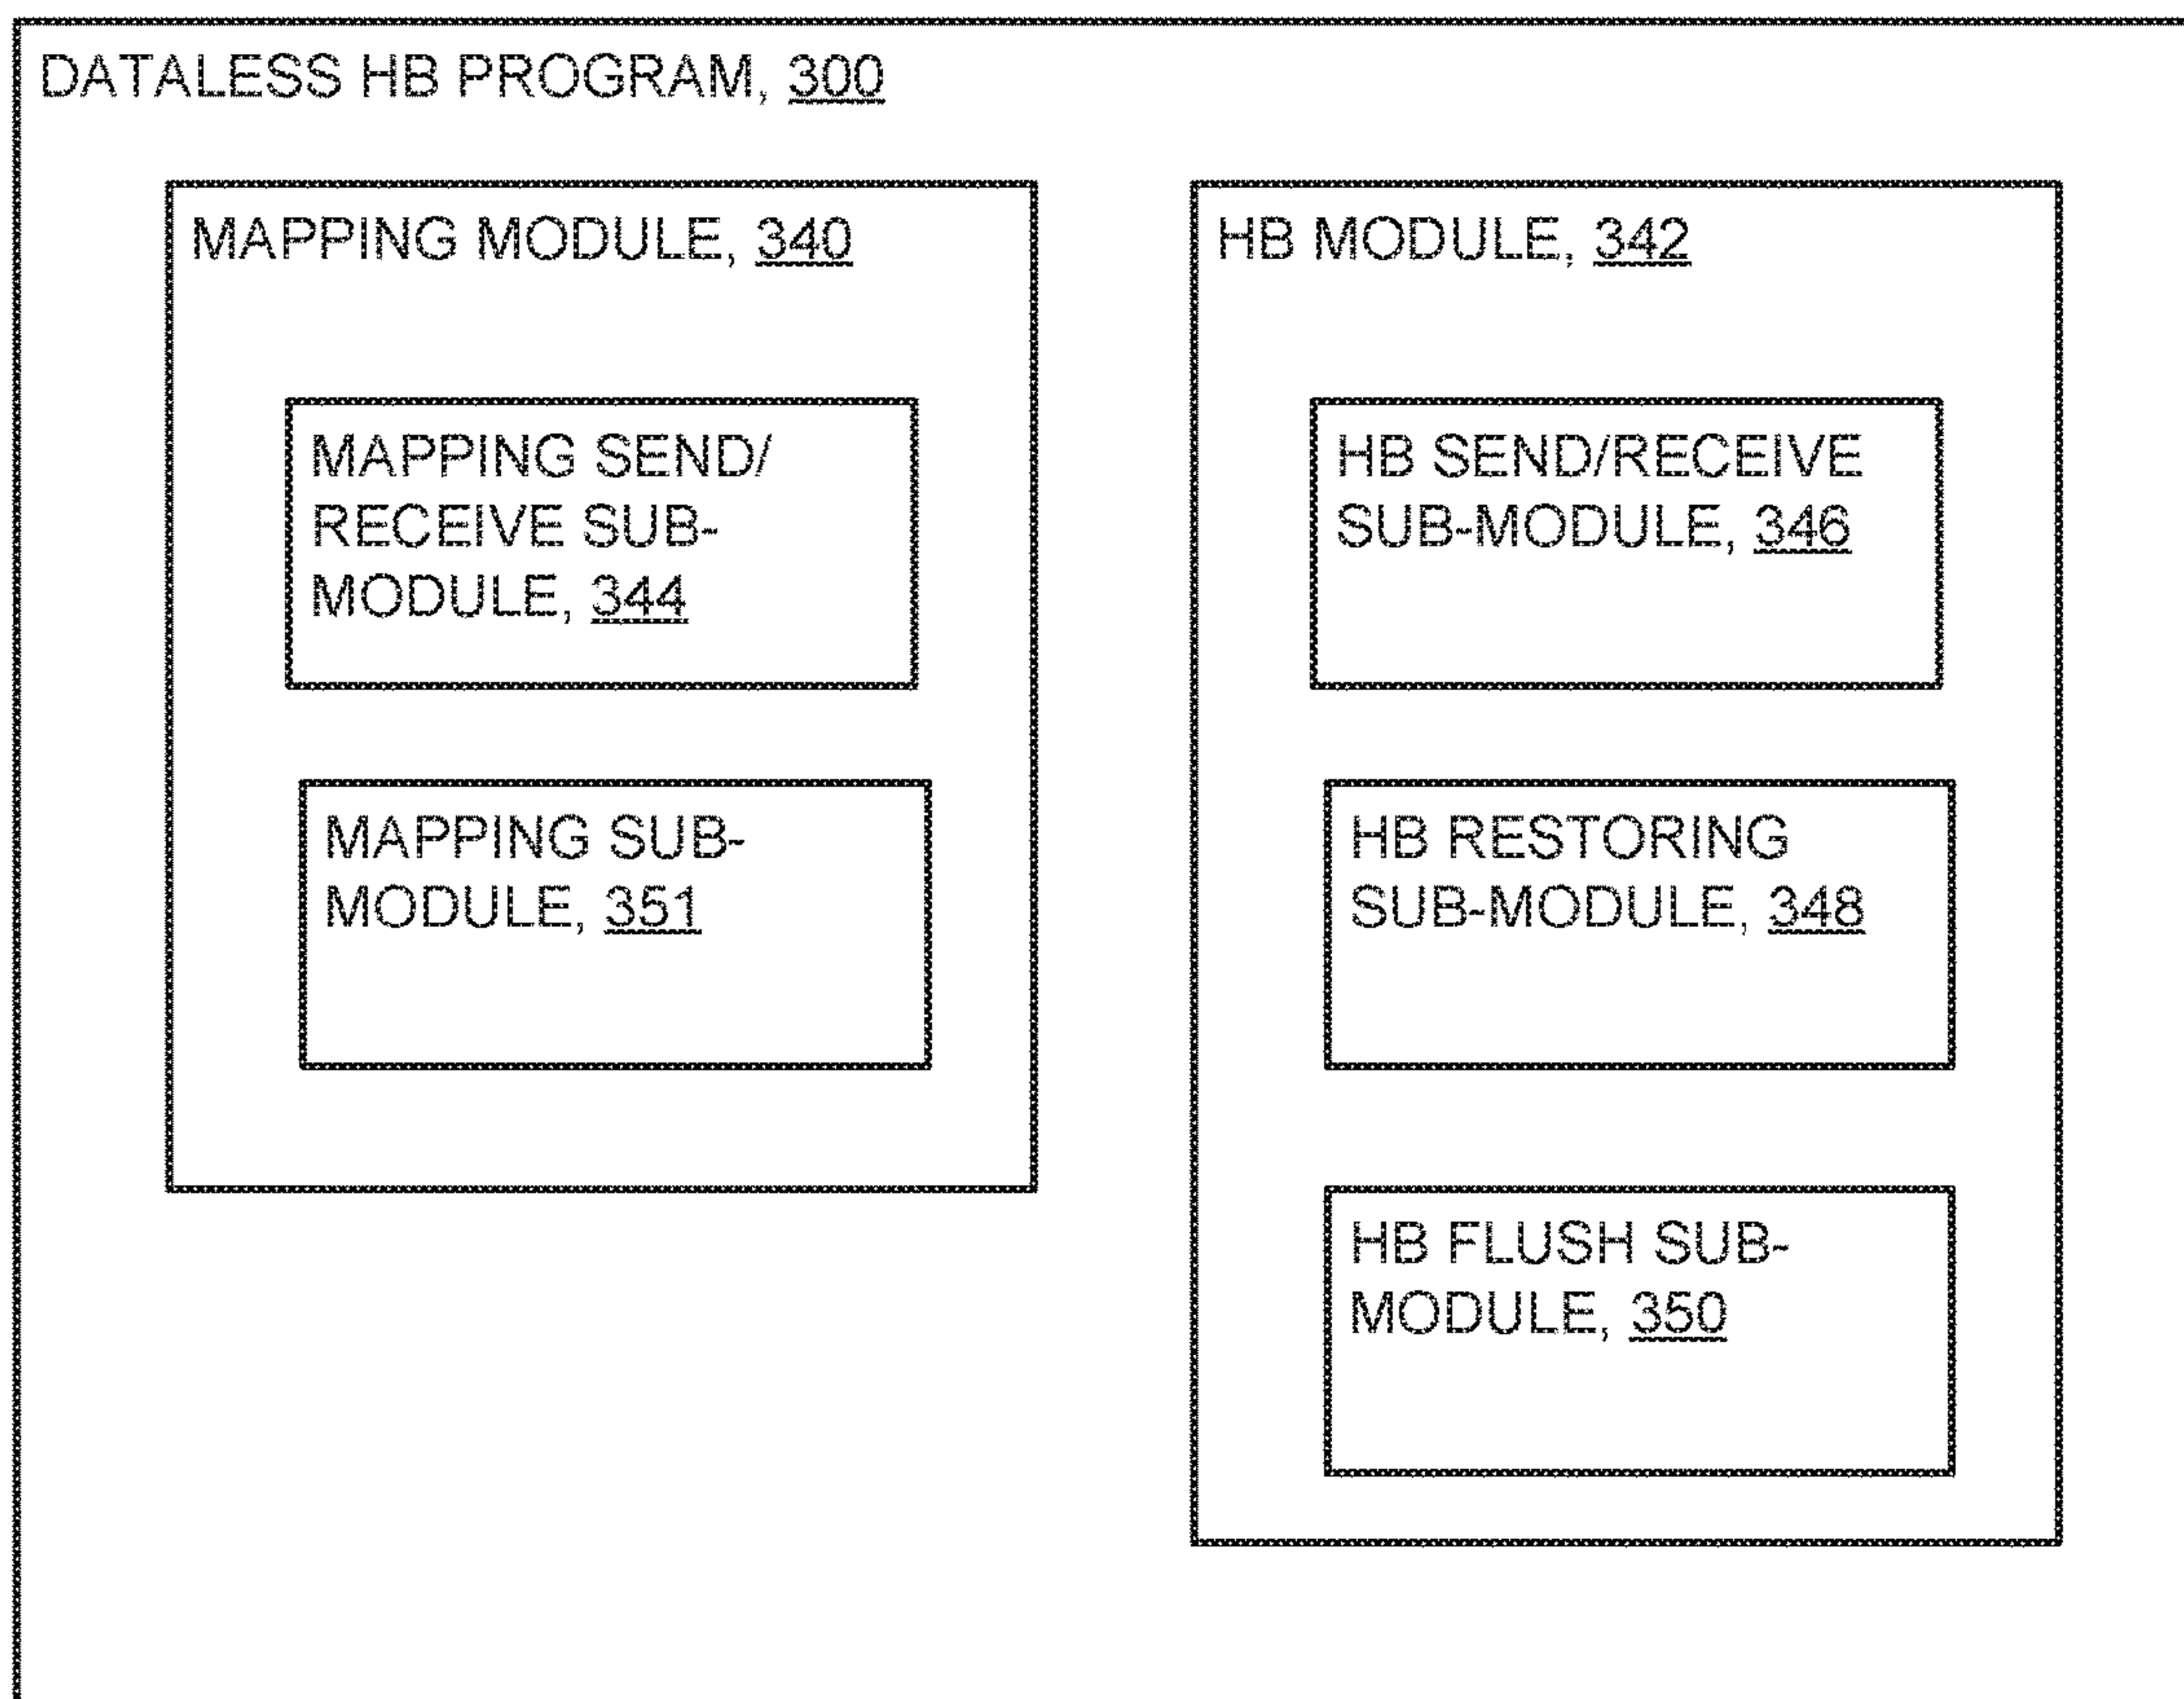 DATALESS HB PROGRAM, 300
MAPPING MODULE, 340
MAPPING SEND/
RECEIVE SUB-
MODULE, 344
MAPPING SUB-
MODULE, 351
HB MODULE, 342
HB SEND/RECEIVE
SUB-MODULE, 346
HB RESTORING
SUB-MODULE, 348
HB FLUSH SUB-
MODULE, 350